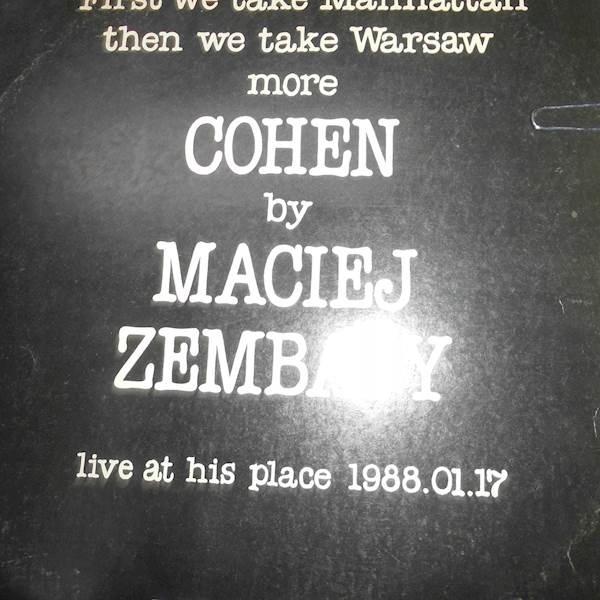 First we take Manhattan
then we take Warsaw
more
COHEN
by
MACIEJ
live at his place 1988.01.17